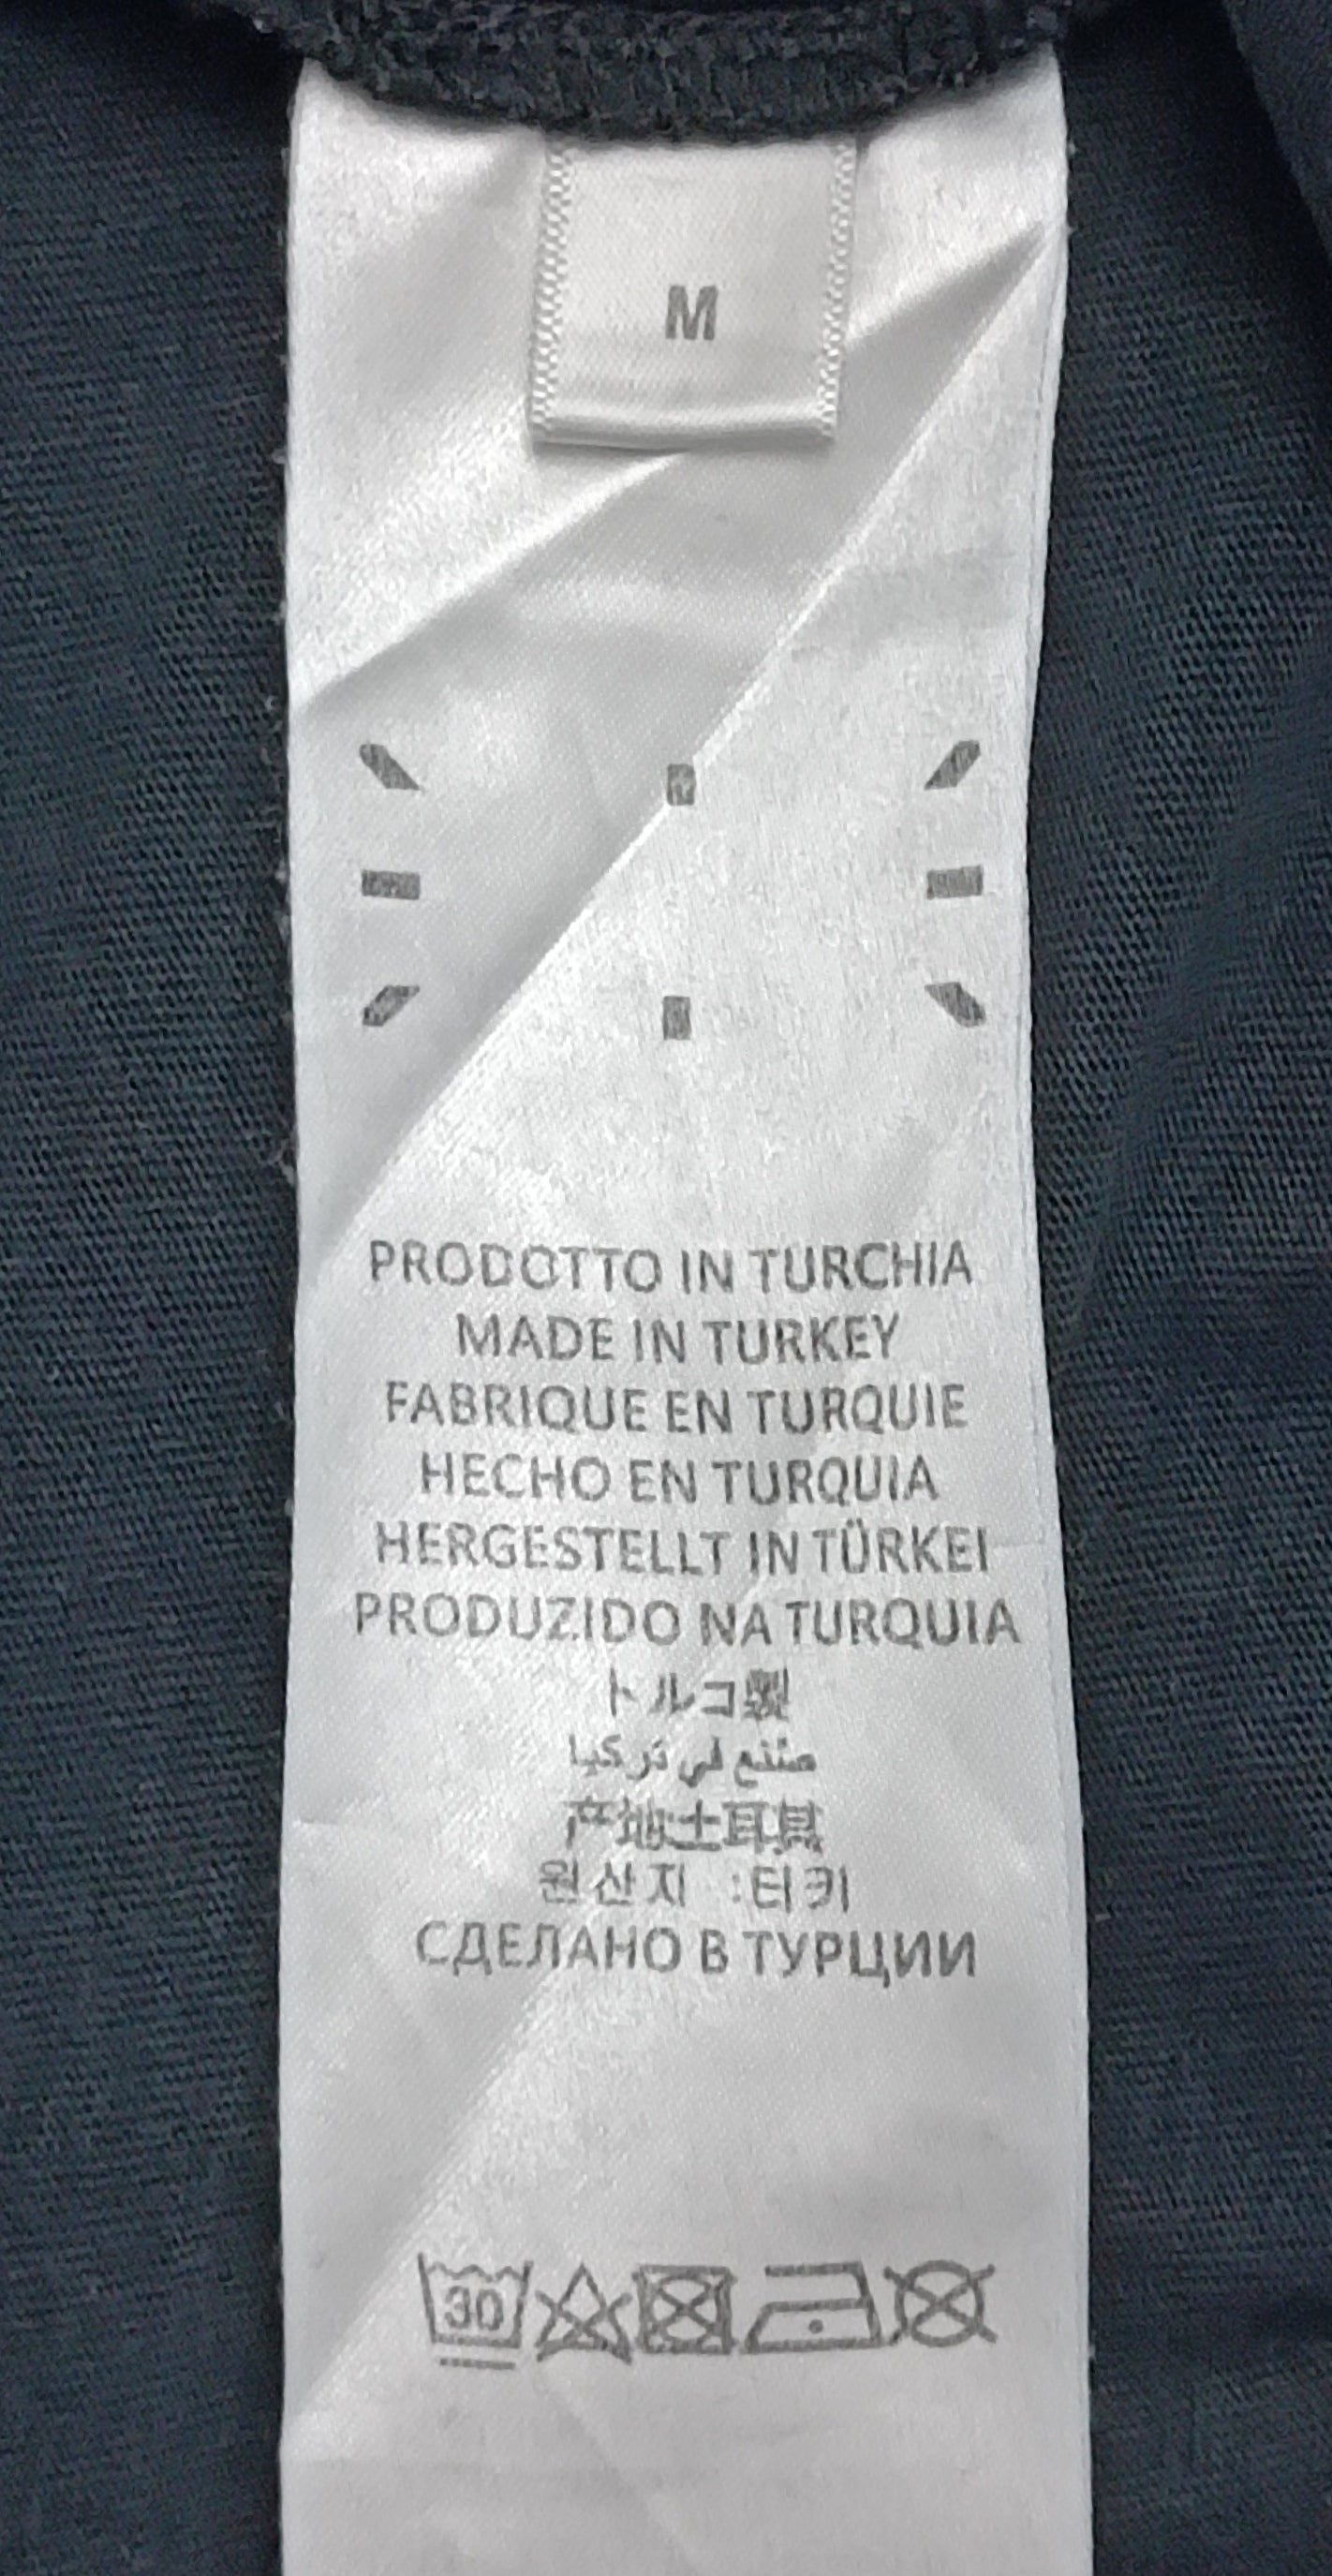 M
PRODOTTO IN TURCHIA
MADE IN TURKEY
FABRIQUE EN TURQUIE
HECHO EN TURQUIA
HERGESTELLT IN TÜRKEI
PRODUZIDO NA TURQUIA
トルコ製
صنع في تركيا
产地:土耳其
원산지 :터키
СДЕЛАНО В ТУРЦИИ
30